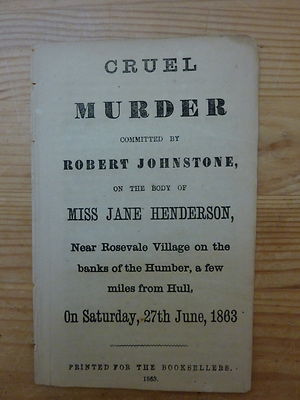 CRUEL
MURDER
COMMITTED BY
ROBERT JOHNSTONE,
ON THE BODY OF
MISS JANE HENDERSON,
Near Rosevale Village on the
banks of the Humber, a few
miles from Hull,
On Saturday, 27th June, 1863
PRINTED FOR THE BOOKSELLERS.
1863.